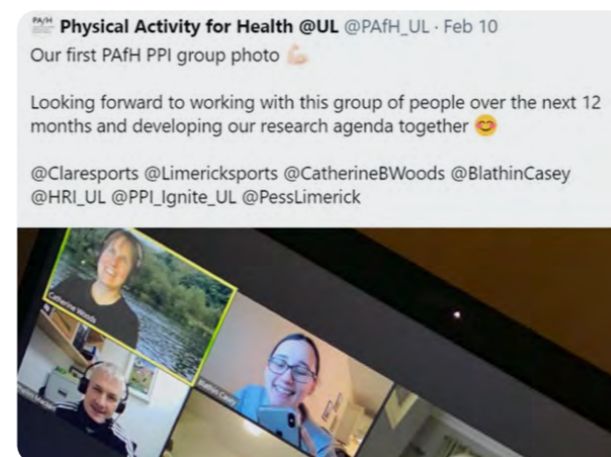 PAfH
Physical Activity for Health @UL @PAfH_UL · Feb 10
Our first PAfH PPI group photo 💪🏻
Looking forward to working with this group of people over the next 12
months and developing our research agenda together 😊
@Claresports @Limericksports @CatherineBWoods @BlathinCasey
@HRI_UL @PPI_Ignite_UL @PessLimerick
Catherine Woods
Blathin Casey